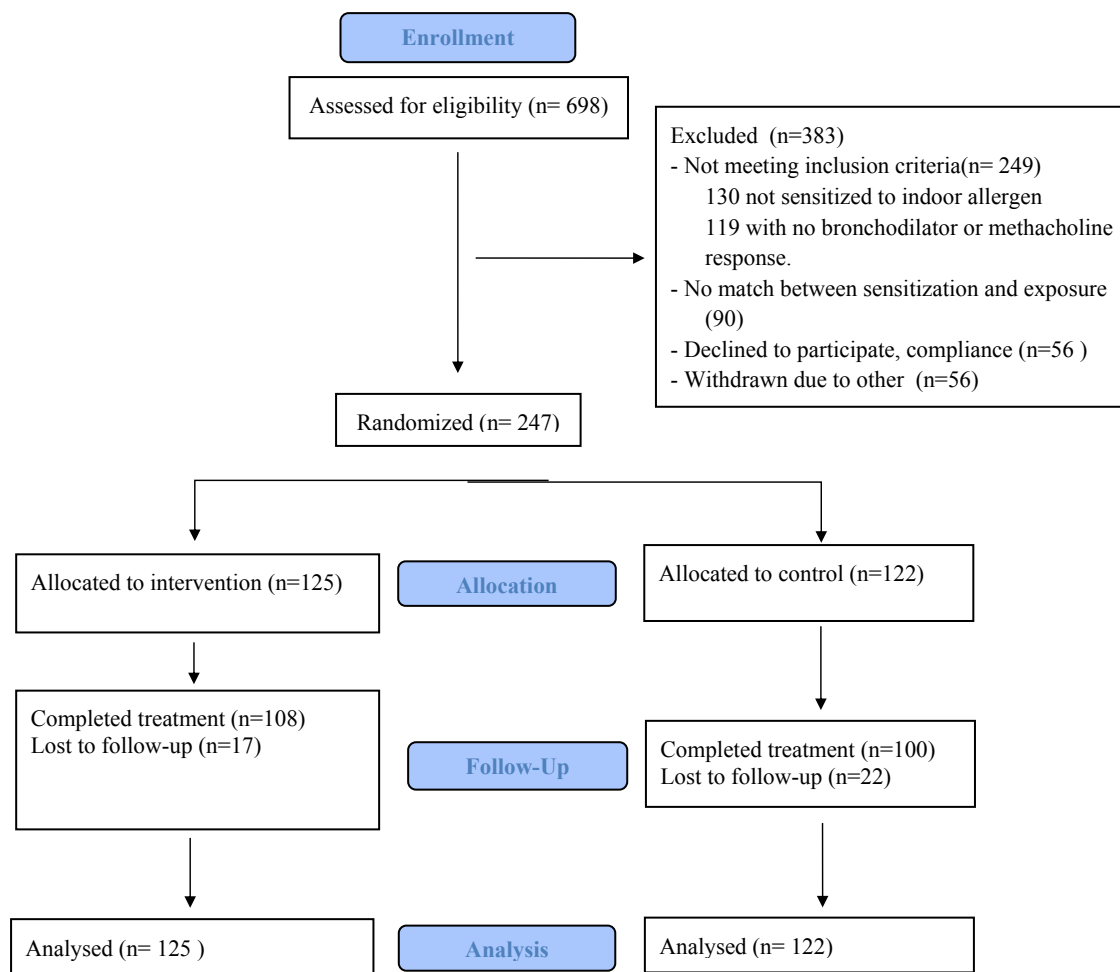 Enrollment
Assessed for eligibility (n= 698)
Excluded  (n=383)
- Not meeting inclusion criteria(n= 249)
130 not sensitized to indoor allergen
119 with no bronchodilator or methacholine
response.
- No match between sensitization and exposure
(90)
- Declined to participate, compliance (n=56 )
- Withdrawn due to other  (n=56)
Randomized (n= 247)
Allocated to intervention (n=125)
Allocation
Allocated to control (n=122)
Completed treatment (n=108)
Lost to follow-up (n=17)
Follow-Up
Completed treatment (n=100)
Lost to follow-up (n=22)
Analysed (n= 125 )
Analysis
Analysed (n= 122)